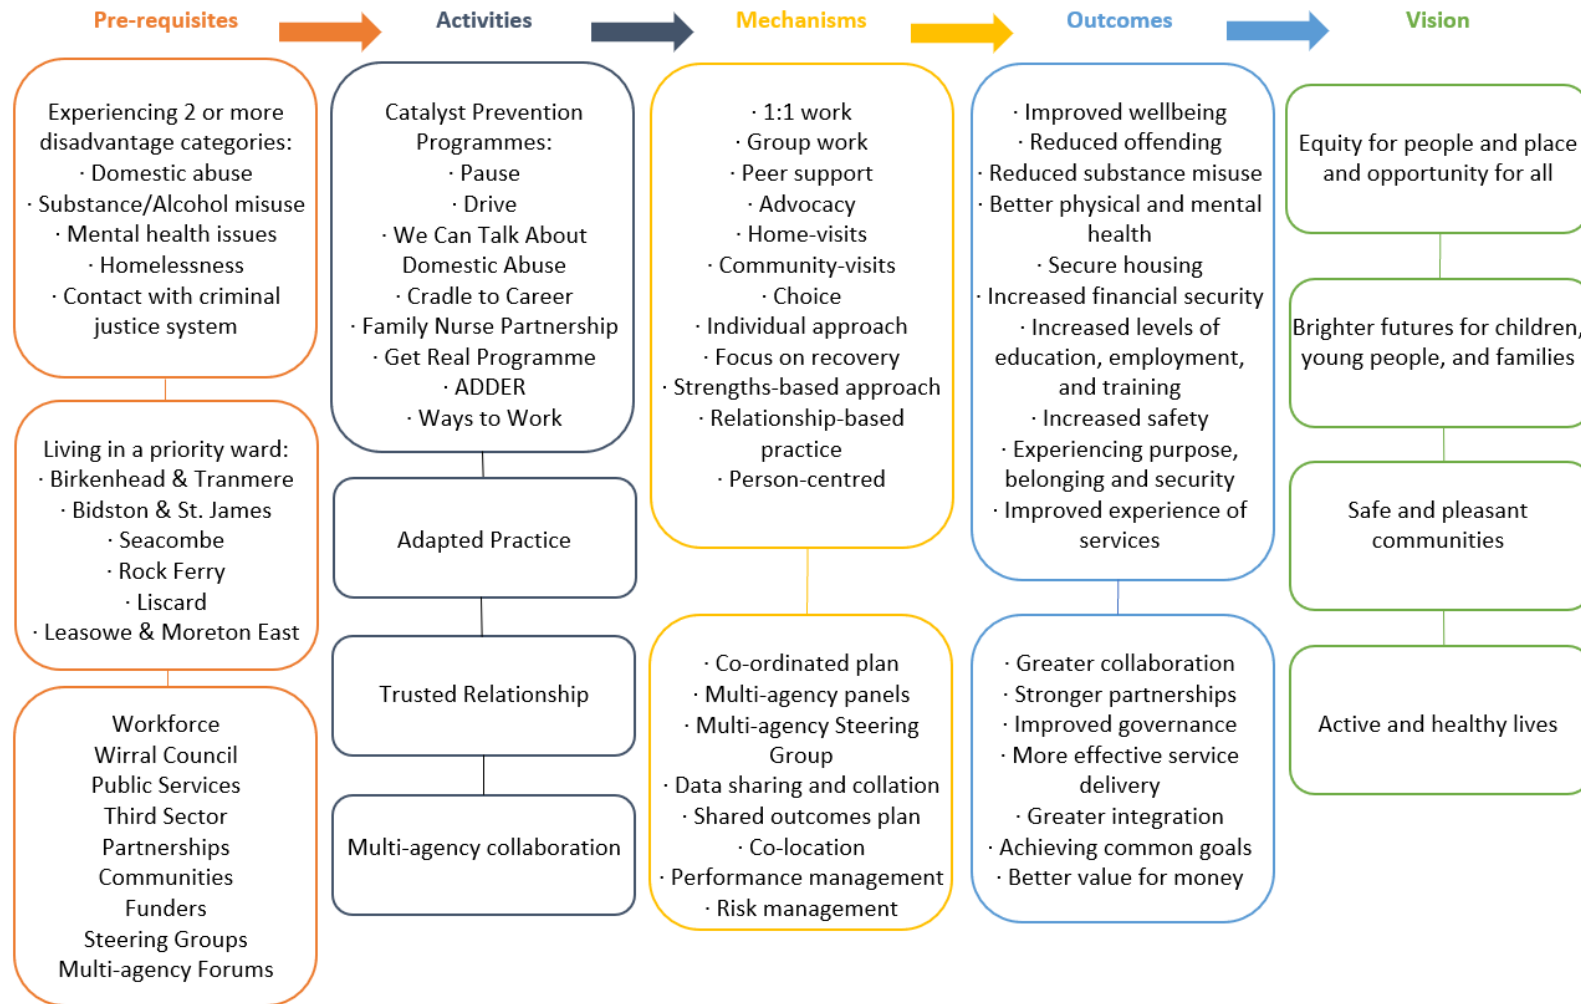 Pre-requisites
Activities
Mechanisms
Outcomes
Vision
Experiencing 2 or more
disadvantage categories:
· Domestic abuse
· Substance/Alcohol misuse
· Mental health issues
· Homelessness
· Contact with criminal
justice system
Living in a priority ward:
· Birkenhead & Tranmere
· Bidston & St. James
· Seacombe
· Rock Ferry
· Liscard
· Leasowe & Moreton East
Workforce
Wirral Council
Public Services
Third Sector
Partnerships
Communities
Funders
Steering Groups
Multi-agency Forums
Catalyst Prevention
Programmes:
· Pause
· Drive
· We Can Talk About
Domestic Abuse
· Cradle to Career
· Family Nurse Partnership
· Get Real Programme
· ADDER
· Ways to Work
Adapted Practice
Trusted Relationship
Multi-agency collaboration
· 1:1 work
· Group work
· Peer support
· Advocacy
· Home-visits
· Community-visits
· Choice
· Individual approach
· Focus on recovery
· Strengths-based approach
· Relationship-based
practice
· Person-centred
· Co-ordinated plan
· Multi-agency panels
· Multi-agency Steering
Group
· Data sharing and collation
· Shared outcomes plan
· Co-location
· Performance management
· Risk management
· Improved wellbeing
· Reduced offending
· Reduced substance misuse
· Better physical and mental
health
· Secure housing
· Increased financial security
· Increased levels of
education, employment,
and training
· Increased safety
· Experiencing purpose,
belonging and security
· Improved experience of
services
· Greater collaboration
· Stronger partnerships
· Improved governance
· More effective service
delivery
· Greater integration
· Achieving common goals
· Better value for money
Equity for people and place
and opportunity for all
Brighter futures for children,
young people, and families
Safe and pleasant
communities
Active and healthy lives